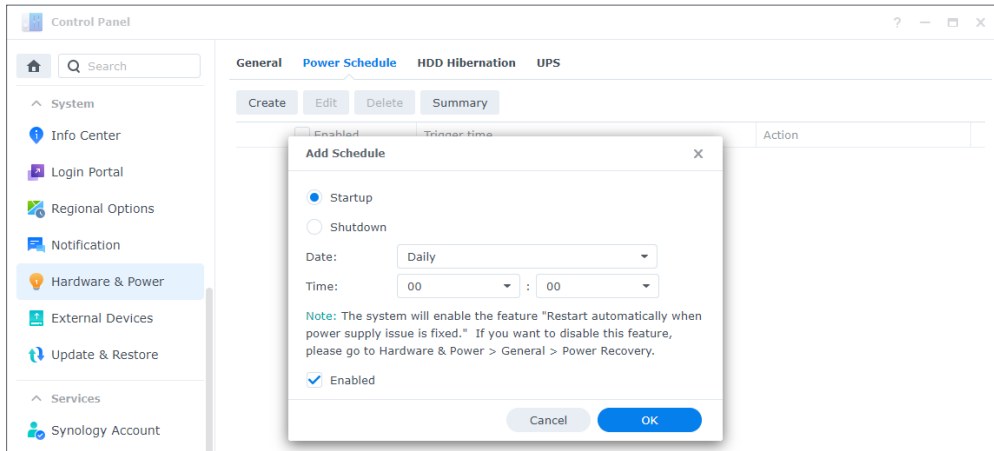 Control Panel
Search
General Power Schedule HDD Hibernation UPS
Create Edit Delete Summary
Enabled Trigger time Action
System
Info Center
Login Portal
Regional Options
Notification
Hardware & Power
External Devices
Update & Restore
Services
Synology Account
Add Schedule
Startup
Shutdown
Date: Daily
Time: 00 : 00
Note: The system will enable the feature "Restart automatically when
power supply issue is fixed." If you want to disable this feature,
please go to Hardware & Power > General > Power Recovery.
Enabled
Cancel OK